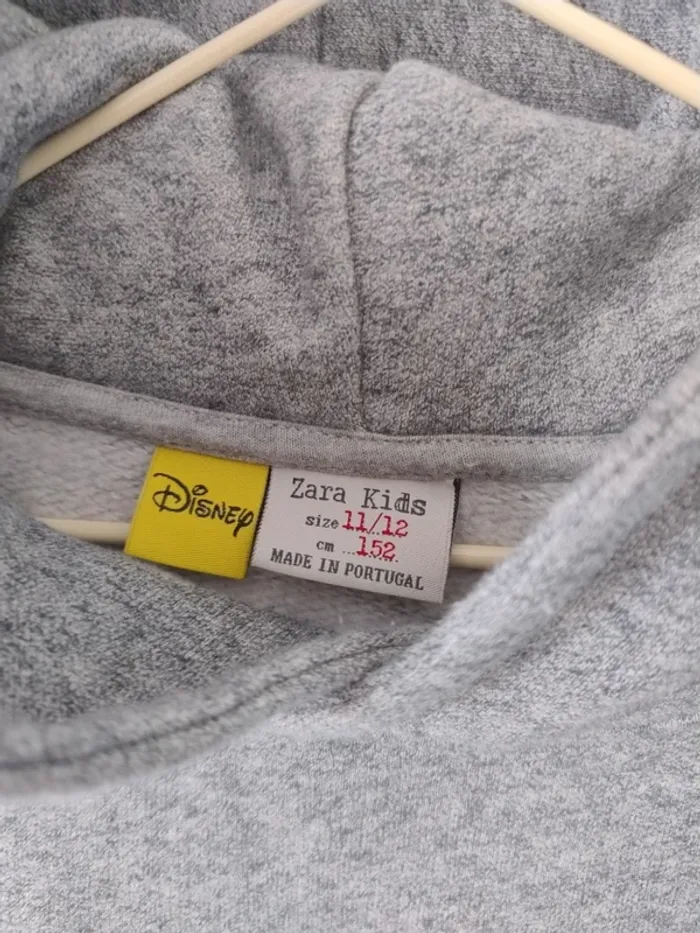 Disney
Zara Kids
size 11/12
cm ...152...
MADE IN PORTUGAL